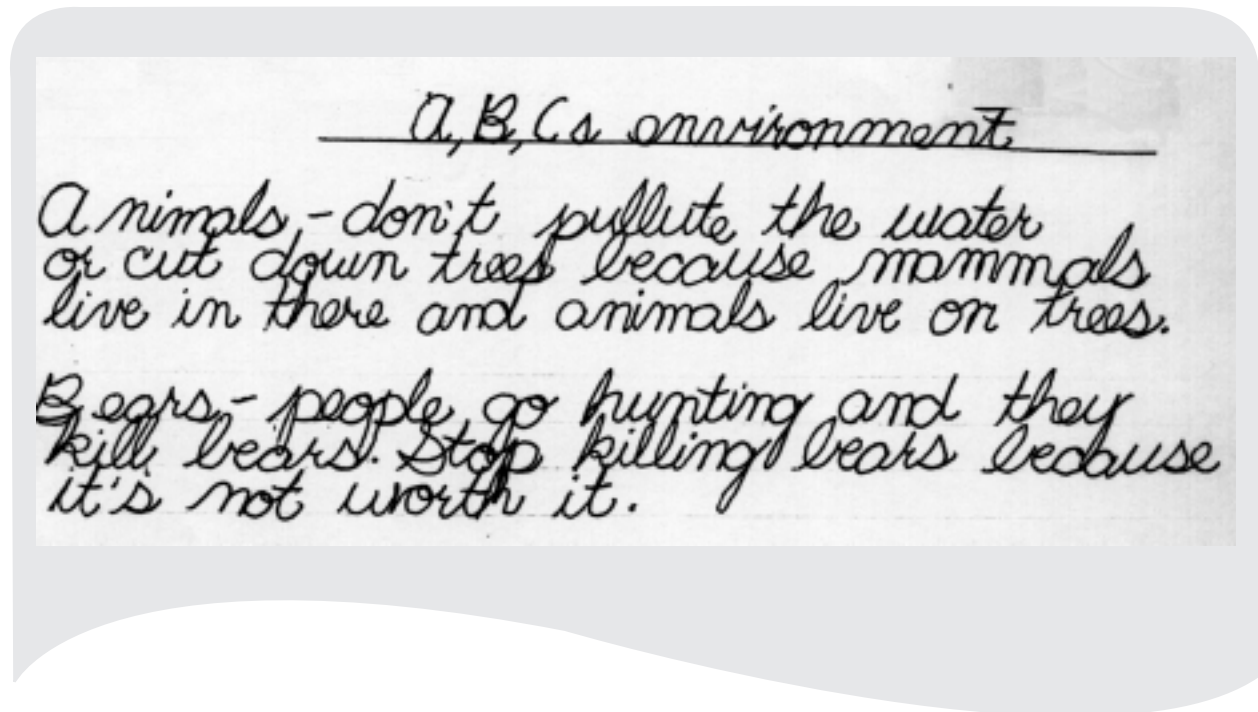 A, B, Cs environment
Animals - don't pullute the water
or cut down trees because mammals
live in there and animals live on trees.
Bears - people go hunting and they
kill bears. Stop killing bears because
it's not worth it.